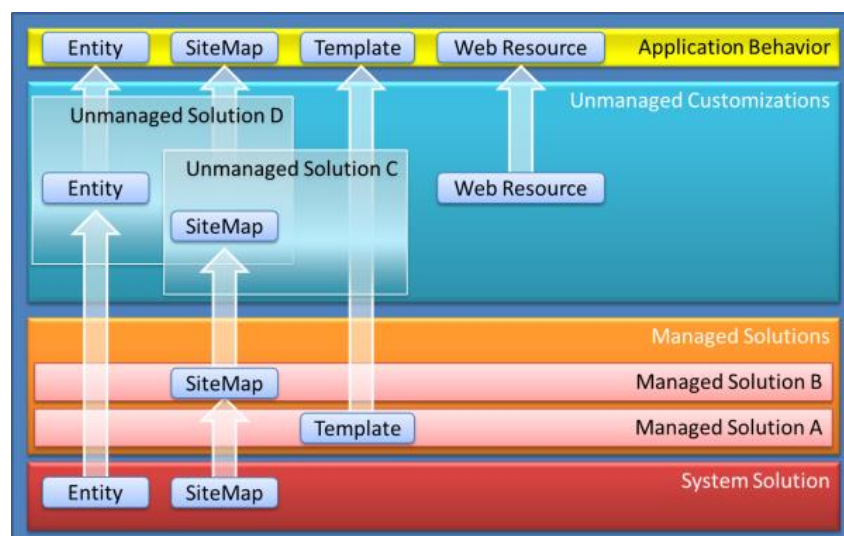 Entity SiteMap Template Web Resource Application Behavior
Unmanaged Customizations
Unmanaged Solution D
Unmanaged Solution C
Entity Web Resource
SiteMap
Managed Solutions
SiteMap Managed Solution B
Template Managed Solution A
System Solution
Entity SiteMap